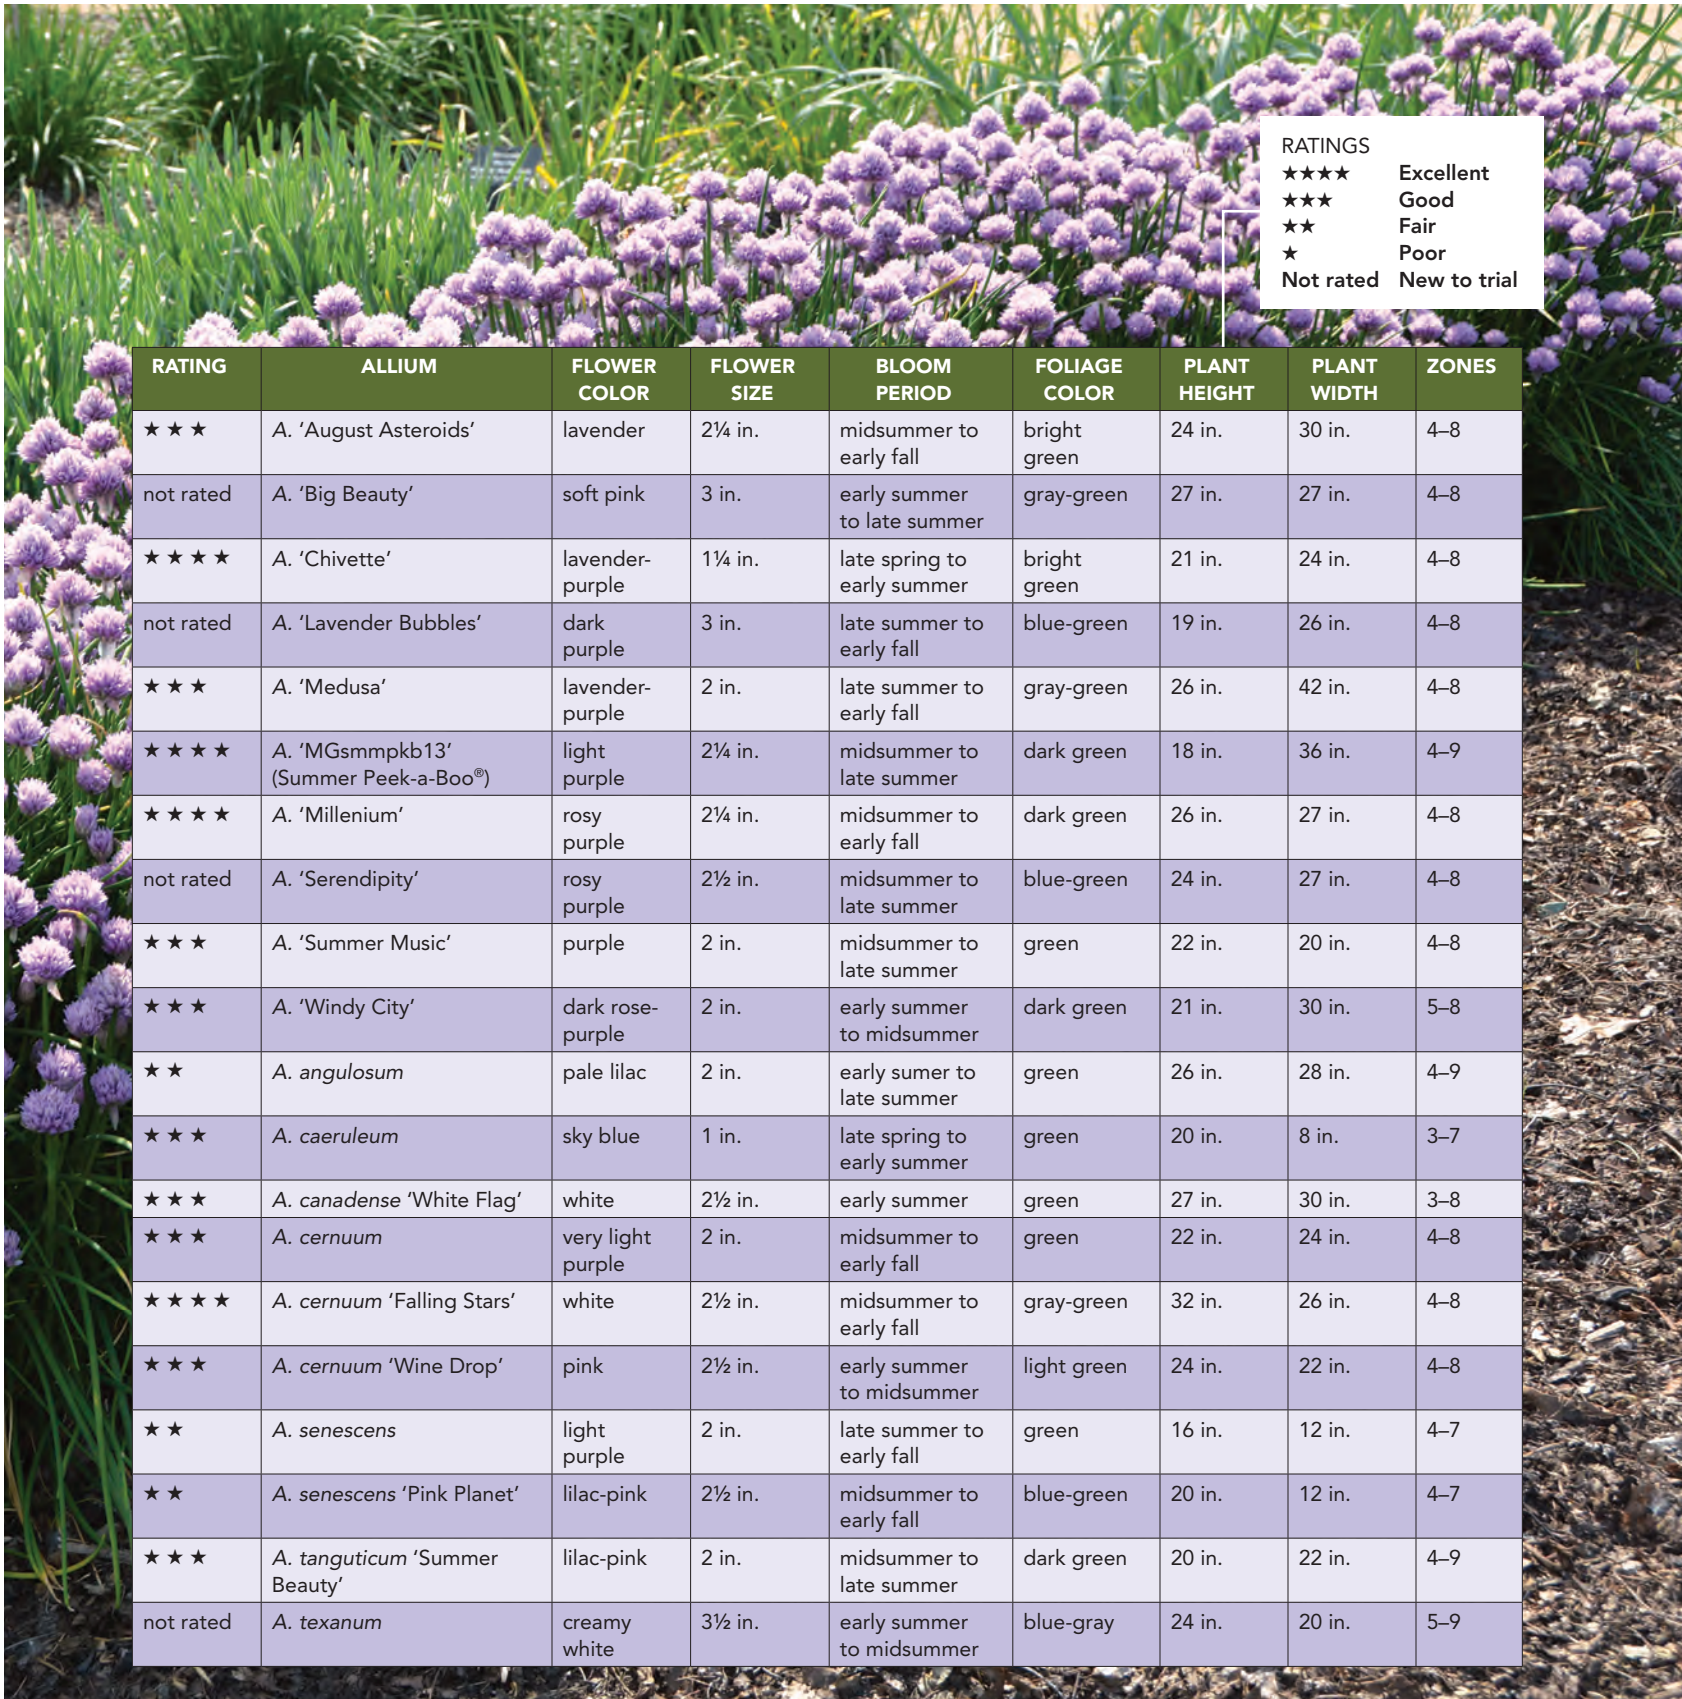 RATINGS
★★★★ Excellent
★★★ Good
★★ Fair
★ Poor
Not rated New to trial
RATING ALLIUM FLOWER COLOR FLOWER SIZE BLOOM PERIOD FOLIAGE COLOR PLANT HEIGHT PLANT WIDTH ZONES
★★★ A. ‘August Asteroids’ lavender 2¼ in. midsummer to early fall bright green 24 in. 30 in. 4–8
not rated A. ‘Big Beauty’ soft pink 3 in. early summer to late summer gray-green 27 in. 27 in. 4–8
★★★★ A. ‘Chivette’ lavender-purple 1¼ in. late spring to early summer bright green 21 in. 24 in. 4–8
not rated A. ‘Lavender Bubbles’ dark purple 3 in. late summer to early fall blue-green 19 in. 26 in. 4–8
★★★ A. ‘Medusa’ lavender-purple 2 in. late summer to early fall gray-green 26 in. 42 in. 4–8
★★★★ A. ‘MGsmmpkb13’ (Summer Peek-a-Boo®) light purple 2¼ in. midsummer to late summer dark green 18 in. 36 in. 4–9
★★★★ A. ‘Millenium’ rosy purple 2¼ in. midsummer to early fall dark green 26 in. 27 in. 4–8
not rated A. ‘Serendipity’ rosy purple 2½ in. midsummer to late summer blue-green 24 in. 27 in. 4–8
★★★ A. ‘Summer Music’ purple 2 in. midsummer to late summer green 22 in. 20 in. 4–8
★★★ A. ‘Windy City’ dark rose-purple 2 in. early summer to midsummer dark green 21 in. 30 in. 5–8
★★ A. angulosum pale lilac 2 in. early sumer to late summer green 26 in. 28 in. 4–9
★★★ A. caeruleum sky blue 1 in. late spring to early summer green 20 in. 8 in. 3–7
★★★ A. canadense ‘White Flag’ white 2½ in. early summer green 27 in. 30 in. 3–8
★★★ A. cernuum very light purple 2 in. midsummer to early fall green 22 in. 24 in. 4–8
★★★★ A. cernuum ‘Falling Stars’ white 2½ in. midsummer to early fall gray-green 32 in. 26 in. 4–8
★★★ A. cernuum ‘Wine Drop’ pink 2½ in. early summer to midsummer light green 24 in. 22 in. 4–8
★★ A. senescens light purple 2 in. late summer to early fall green 16 in. 12 in. 4–7
★★ A. senescens ‘Pink Planet’ lilac-pink 2½ in. midsummer to early fall blue-green 20 in. 12 in. 4–7
★★★ A. tanguticum ‘Summer Beauty’ lilac-pink 2 in. midsummer to late summer dark green 20 in. 22 in. 4–9
not rated A. texanum creamy white 3½ in. early summer to midsummer blue-gray 24 in. 20 in. 5–9